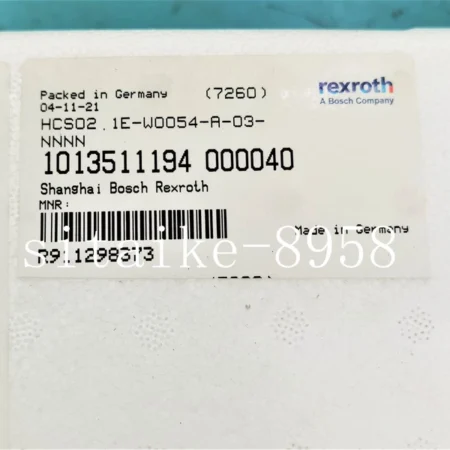 Packed in Germany (7260)
04-11-21
rexroth
A Bosch Company
HCS02.1E-W0054-A-03-
NNNN
1013511194 000040
Shanghai Bosch Rexroth
MNR:
Made in Germany
sitaike-8958
R911298373